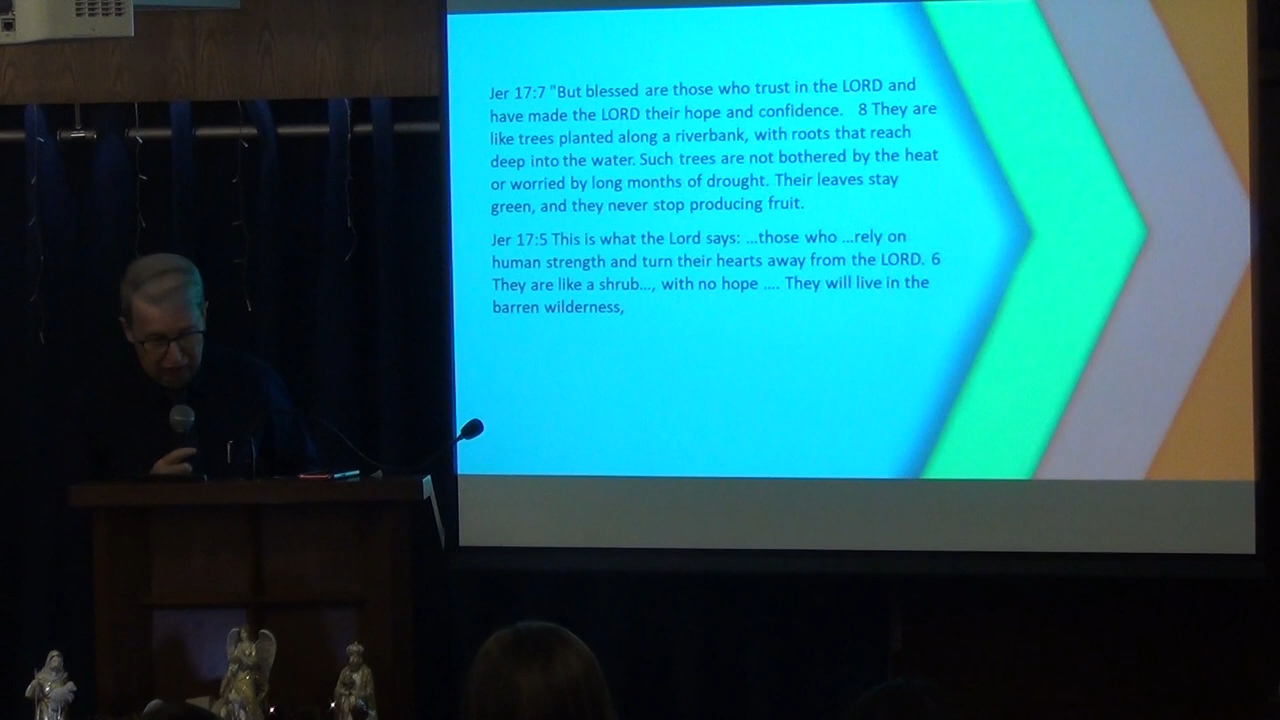 Jer 17:7 "But blessed are those who trust in the LORD and
have made the LORD their hope and confidence.   8 They are
like trees planted along a riverbank, with roots that reach
deep into the water. Such trees are not bothered by the heat
or worried by long months of drought. Their leaves stay
green, and they never stop producing fruit.
Jer 17:5 This is what the Lord says: ...those who ...rely on
human strength and turn their hearts away from the LORD. 6
They are like a shrub..., with no hope .... They will live in the
barren wilderness,